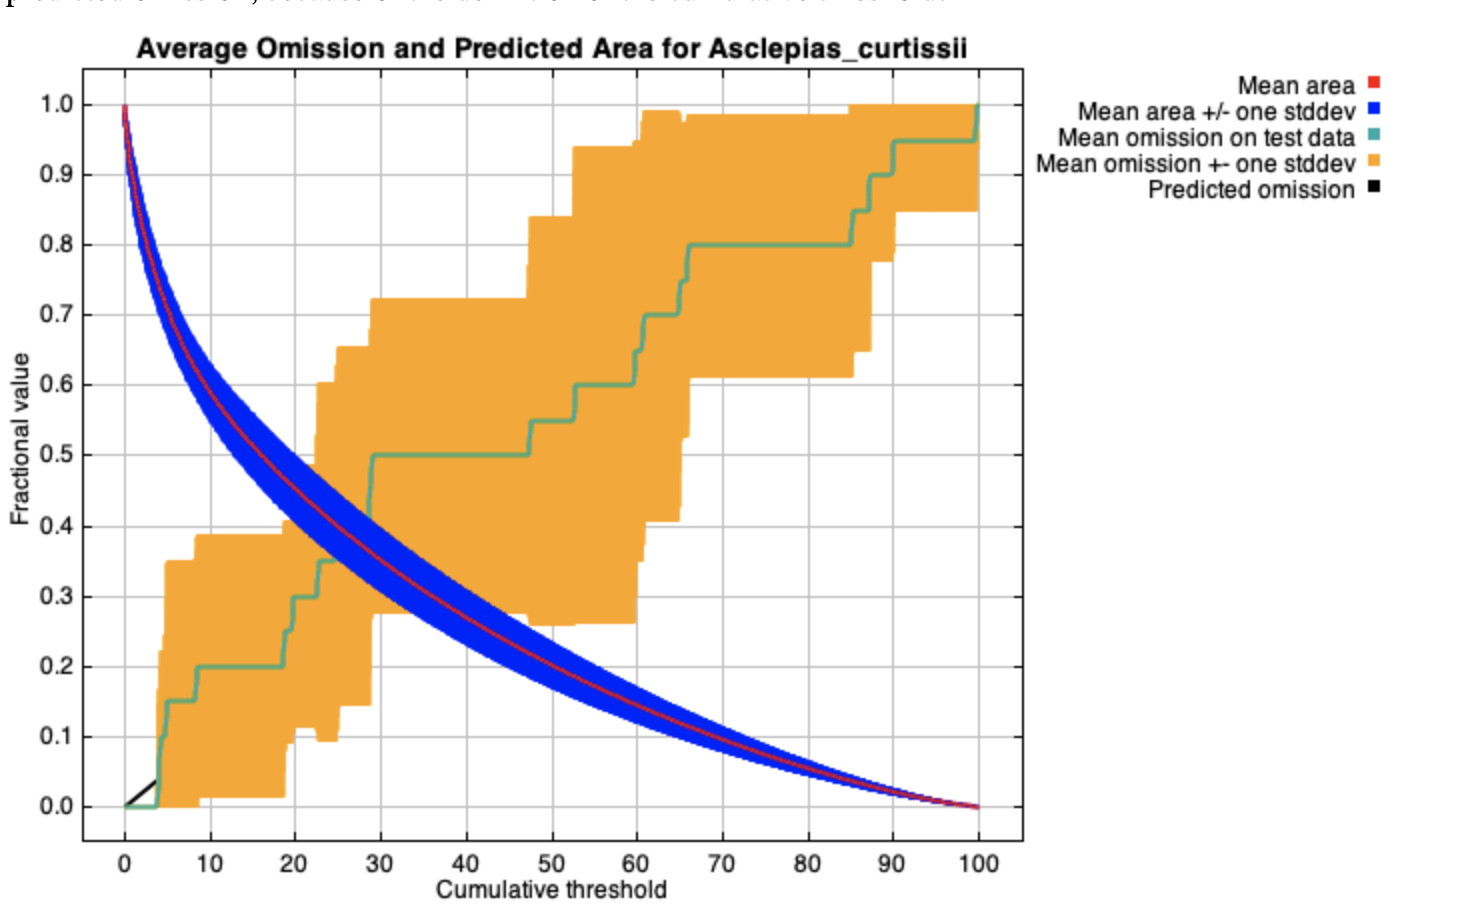 Average Omission and Predicted Area for Asclepias_curtissii
Mean area
Mean area +/- one stddev
Mean omission on test data
Mean omission +- one stddev
Predicted omission
Fractional value
1.0
0.9
0.8
0.7
0.6
0.5
0.4
0.3
0.2
0.1
0.0
0 10 20 30 40 50 60 70 80 90 100
Cumulative threshold